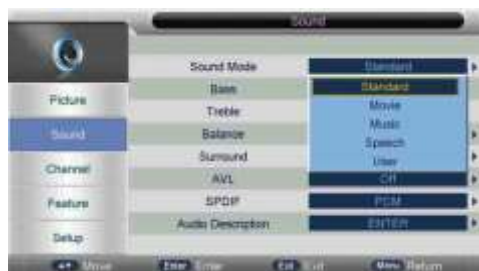 Sound
Sound Mode Standard
Bass Standard
Treble Movie
Music
Balance Speech
Surround User
AVL Off
SPDIF PCM
Audio Description ENTER
Picture
Sound
Channel
Feature
Setup
Move Enter Enter Exit Exit Menu Return